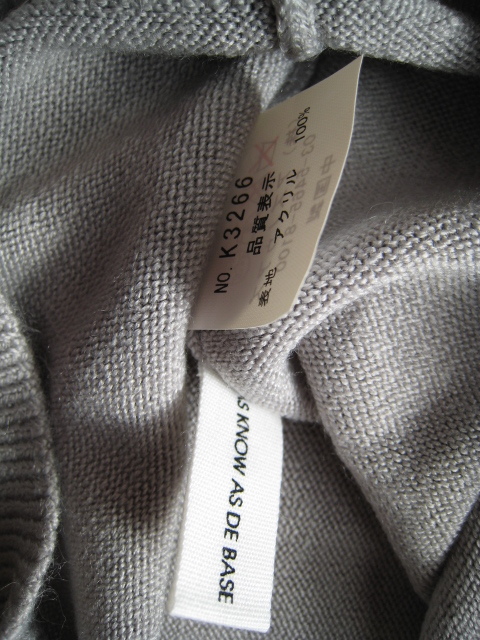 NO. K3266
品質表示
表地 アクリル 100%
AS KNOW AS DE BASE